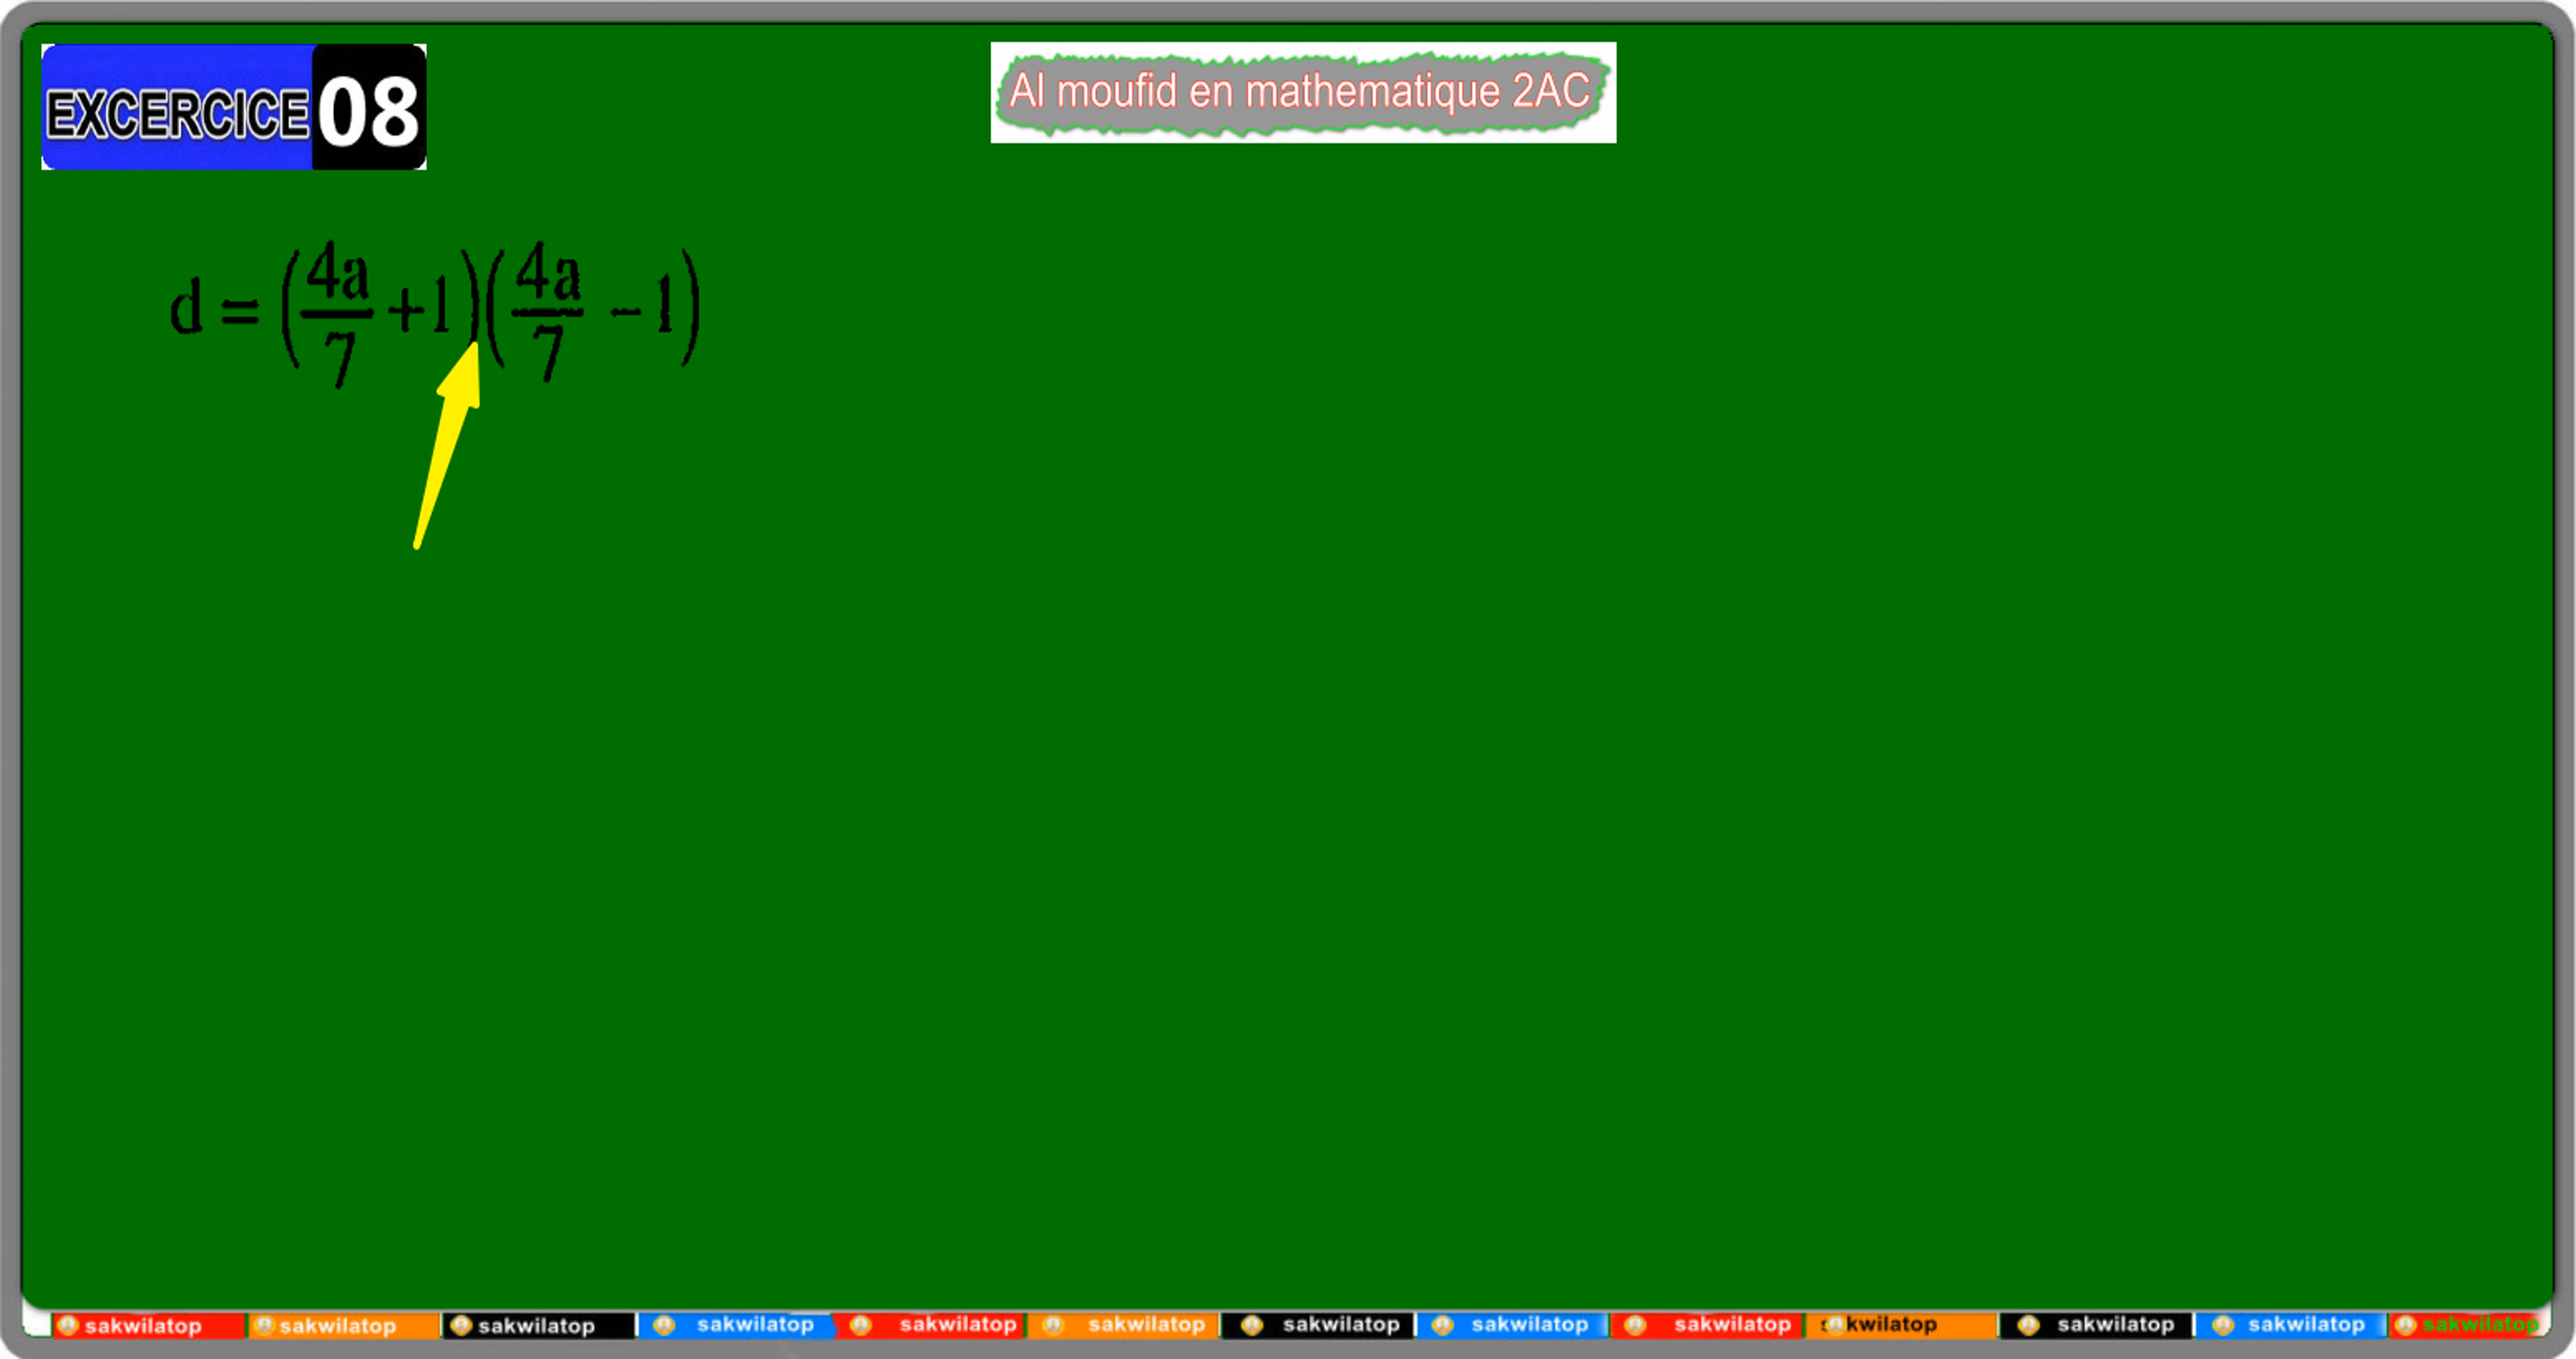 EXCERCICE 08
Al moufid en mathematique 2AC
d = (4a/7 + 1)(4a/7 - 1)
sakwilatop sakwilatop sakwilatop sakwilatop sakwilatop sakwilatop sakwilatop sakwilatop sakwilatop kwilatop sakwilatop sakwilatop sakwilatop